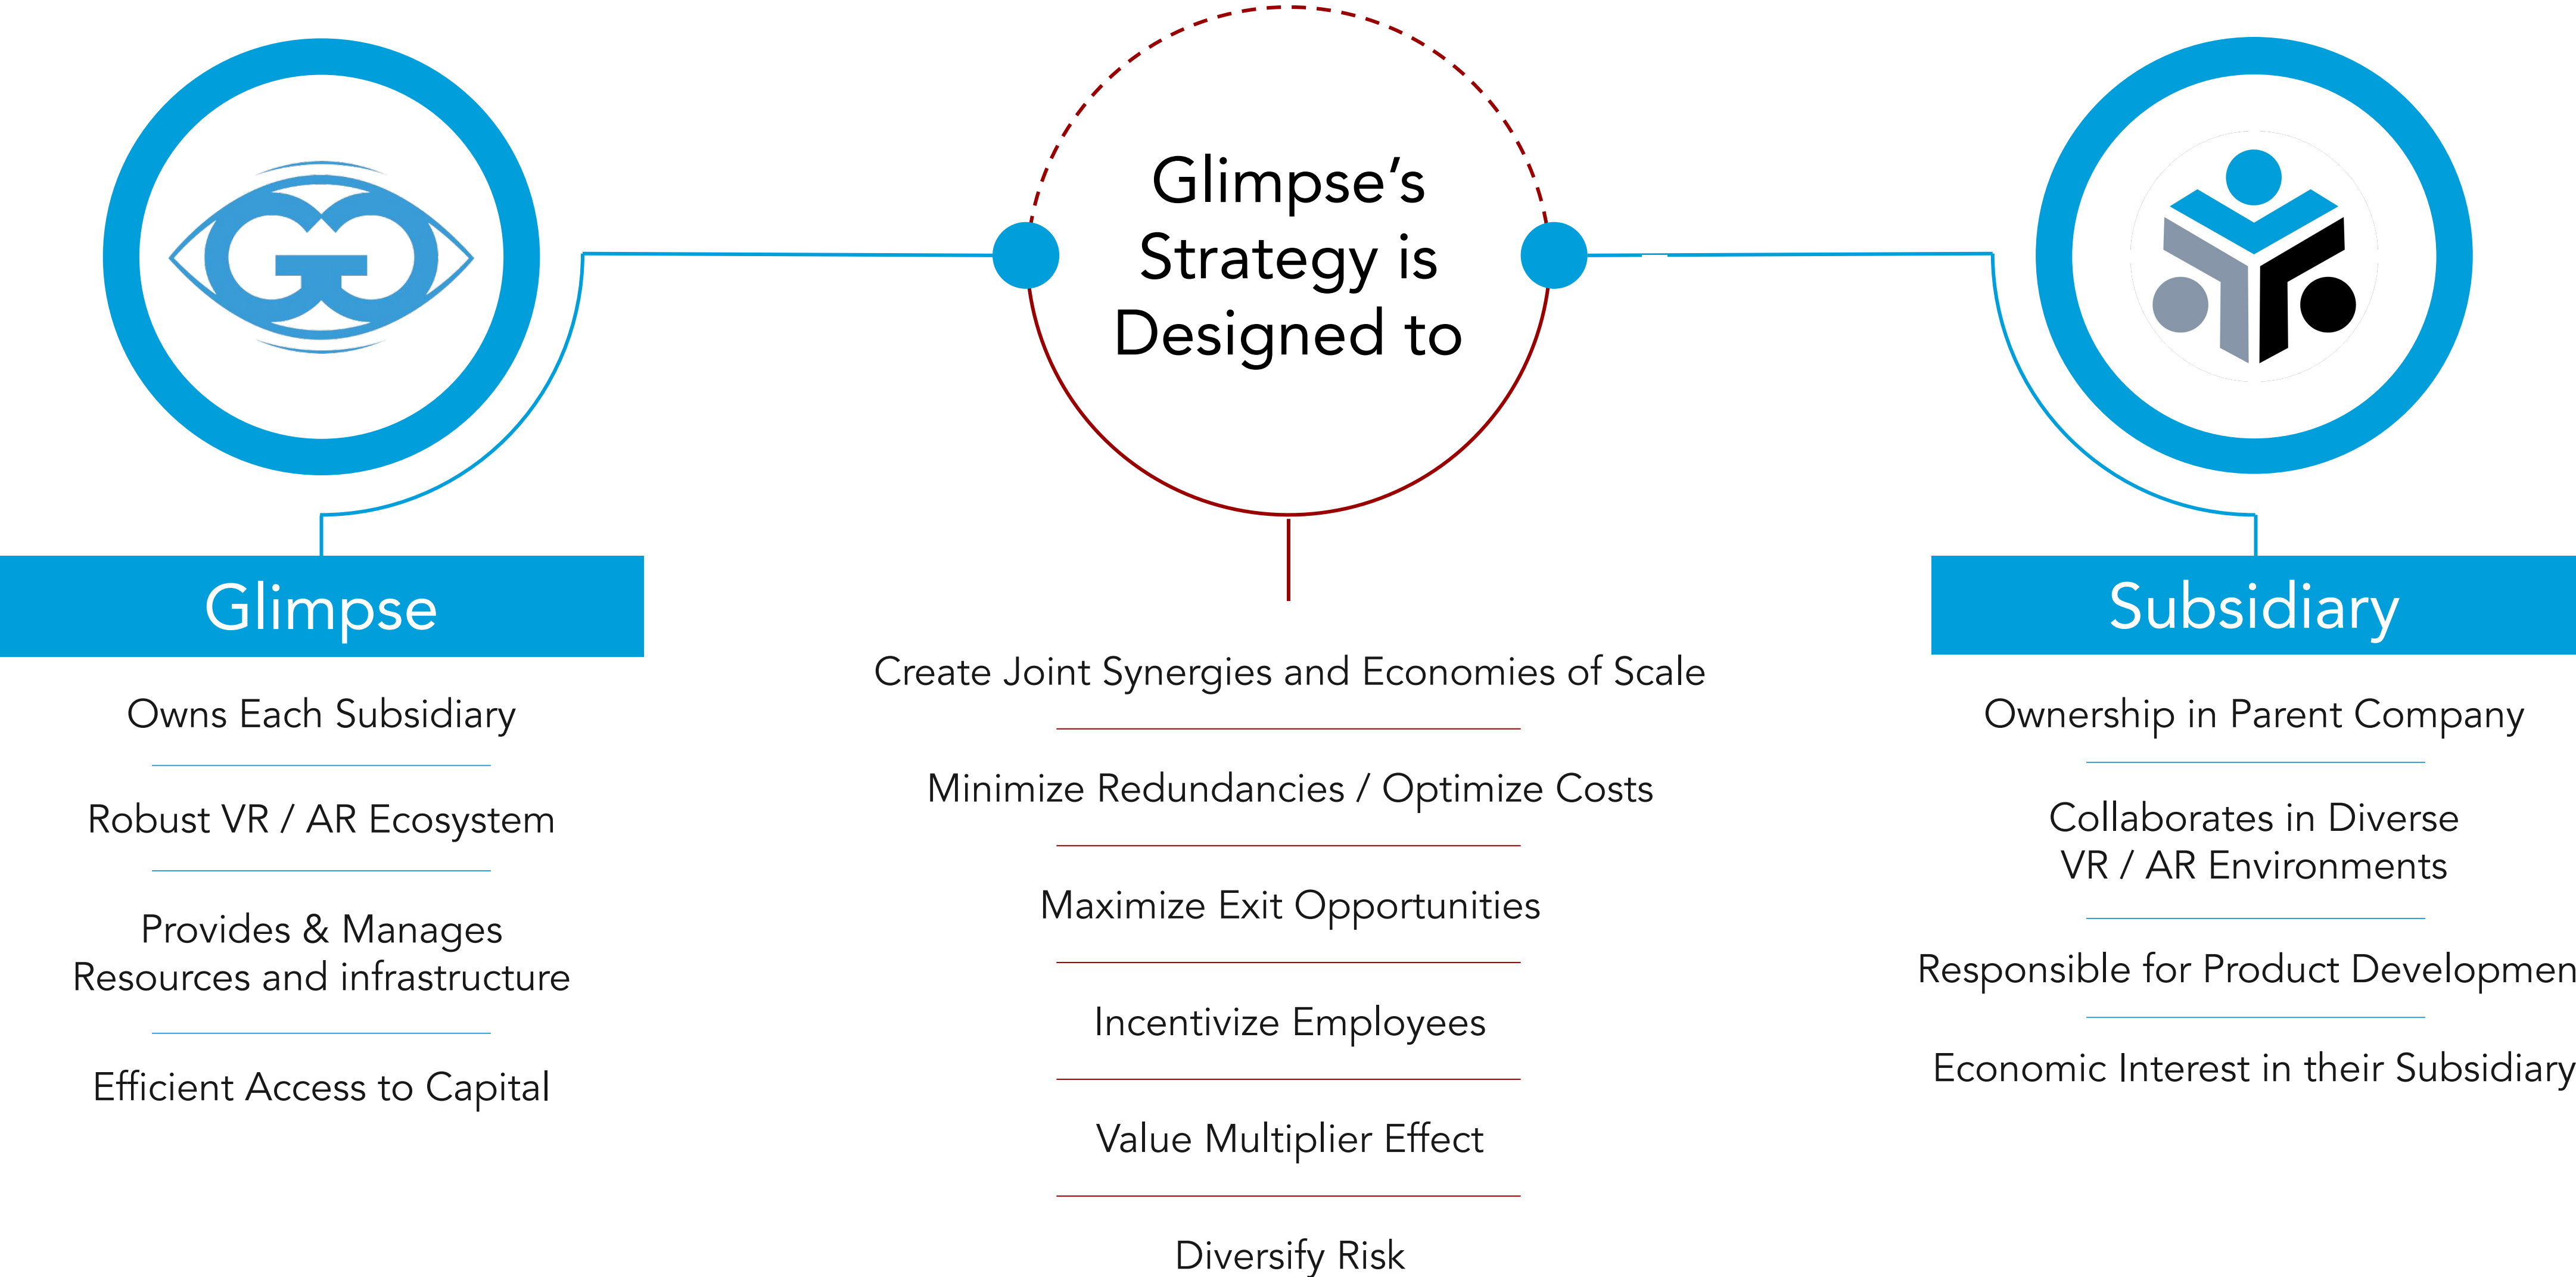 Glimpse’s
Strategy is
Designed to
Glimpse
Owns Each Subsidiary
Robust VR / AR Ecosystem
Provides & Manages
Resources and infrastructure
Efficient Access to Capital
Create Joint Synergies and Economies of Scale
Minimize Redundancies / Optimize Costs
Maximize Exit Opportunities
Incentivize Employees
Value Multiplier Effect
Diversify Risk
Subsidiary
Ownership in Parent Company
Collaborates in Diverse
VR / AR Environments
Responsible for Product Developmen
Economic Interest in their Subsidiary